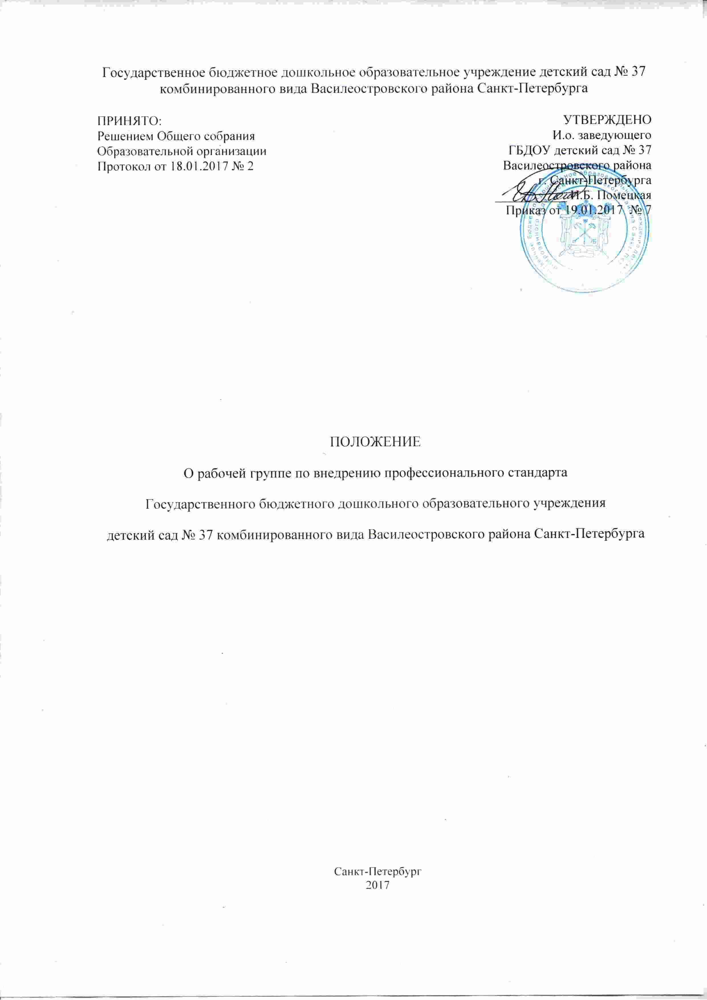 Государственное бюджетное дошкольное образовательное учреждение детский сад № 37
комбинированного вида Василеостровского района Санкт-Петербурга
ПРИНЯТО:
Решением Общего собрания
Образовательной организации
Протокол от 18.01.2017 № 2
УТВЕРЖДЕНО
И.о. заведующего
ГБДОУ детский сад № 37
Василеостровского района
г. Санкт-Петербурга
И.Б. Помецкая
Приказ от 19.01.2017 № 7
ПОЛОЖЕНИЕ
О рабочей группе по внедрению профессионального стандарта
Государственного бюджетного дошкольного образовательного учреждения
детский сад № 37 комбинированного вида Василеостровского района Санкт-Петербурга
Санкт-Петербург
2017